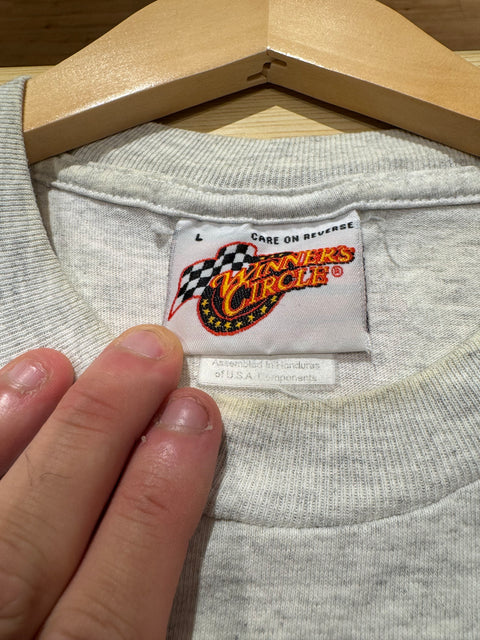 L CARE ON REVERSE
WINNER'S
CIRCLE ®
Assembled in Honduras
of U.S.A. Components